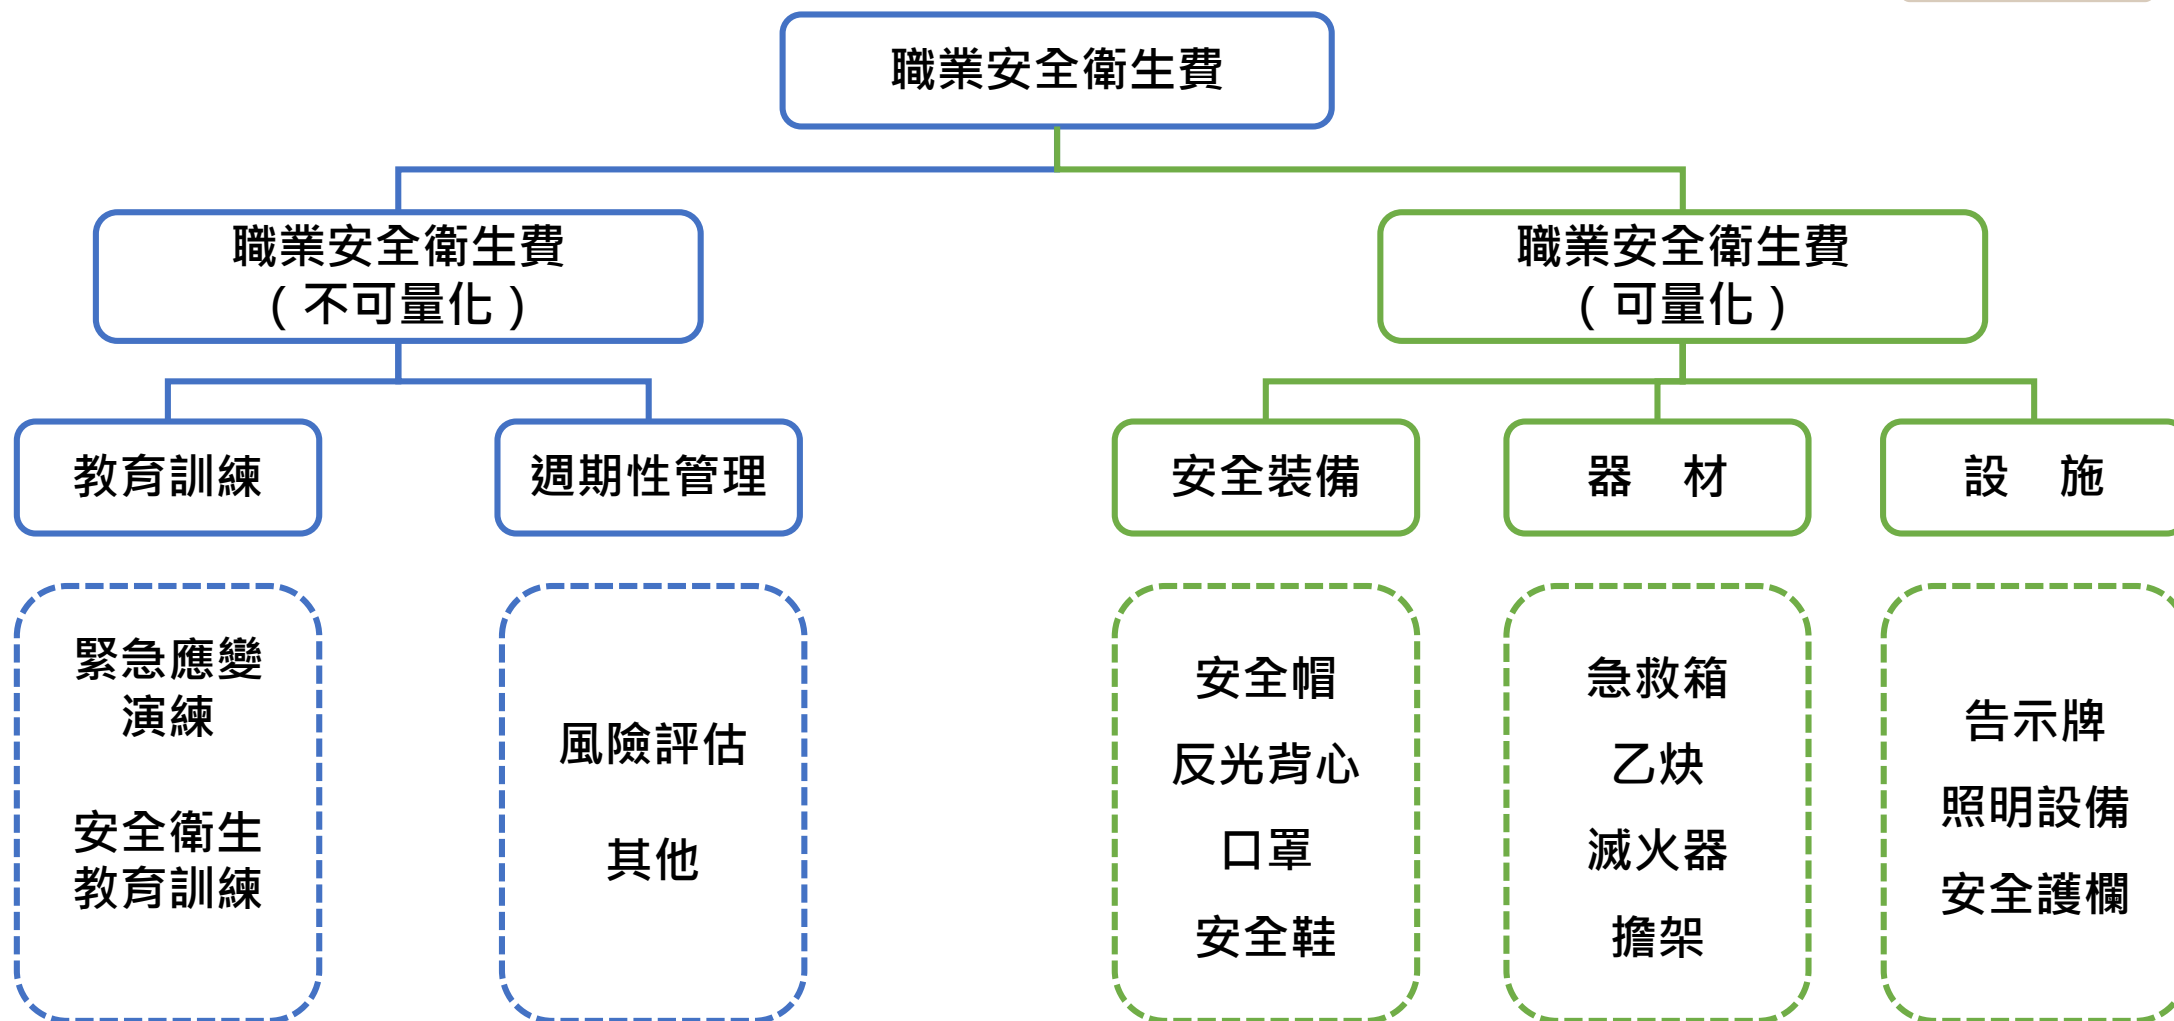 職業安全衛生費
職業安全衛生費
(不可量化)
職業安全衛生費
(可量化)
教育訓練
週期性管理
安全裝備
器 材
設 施
緊急應變
演練
安全衛生
教育訓練
風險評估
其他
安全帽
反光背心
口罩
安全鞋
急救箱
乙炔
滅火器
擔架
告示牌
照明設備
安全護欄